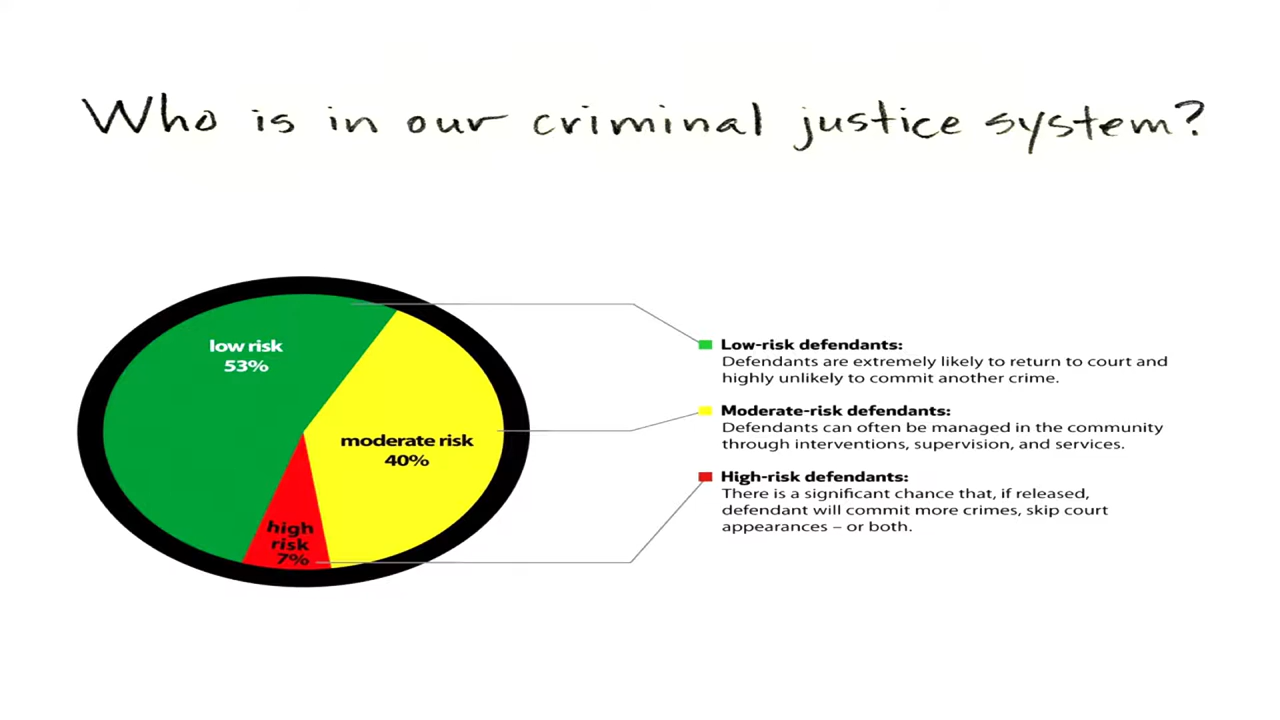 Who is in our criminal justice system?
low risk
53%
moderate risk
40%
high
risk
7%
Low-risk defendants:
Defendants are extremely likely to return to court and
highly unlikely to commit another crime.
Moderate-risk defendants:
Defendants can often be managed in the community
through interventions, supervision, and services.
High-risk defendants:
There is a significant chance that, if released,
defendant will commit more crimes, skip court
appearances – or both.